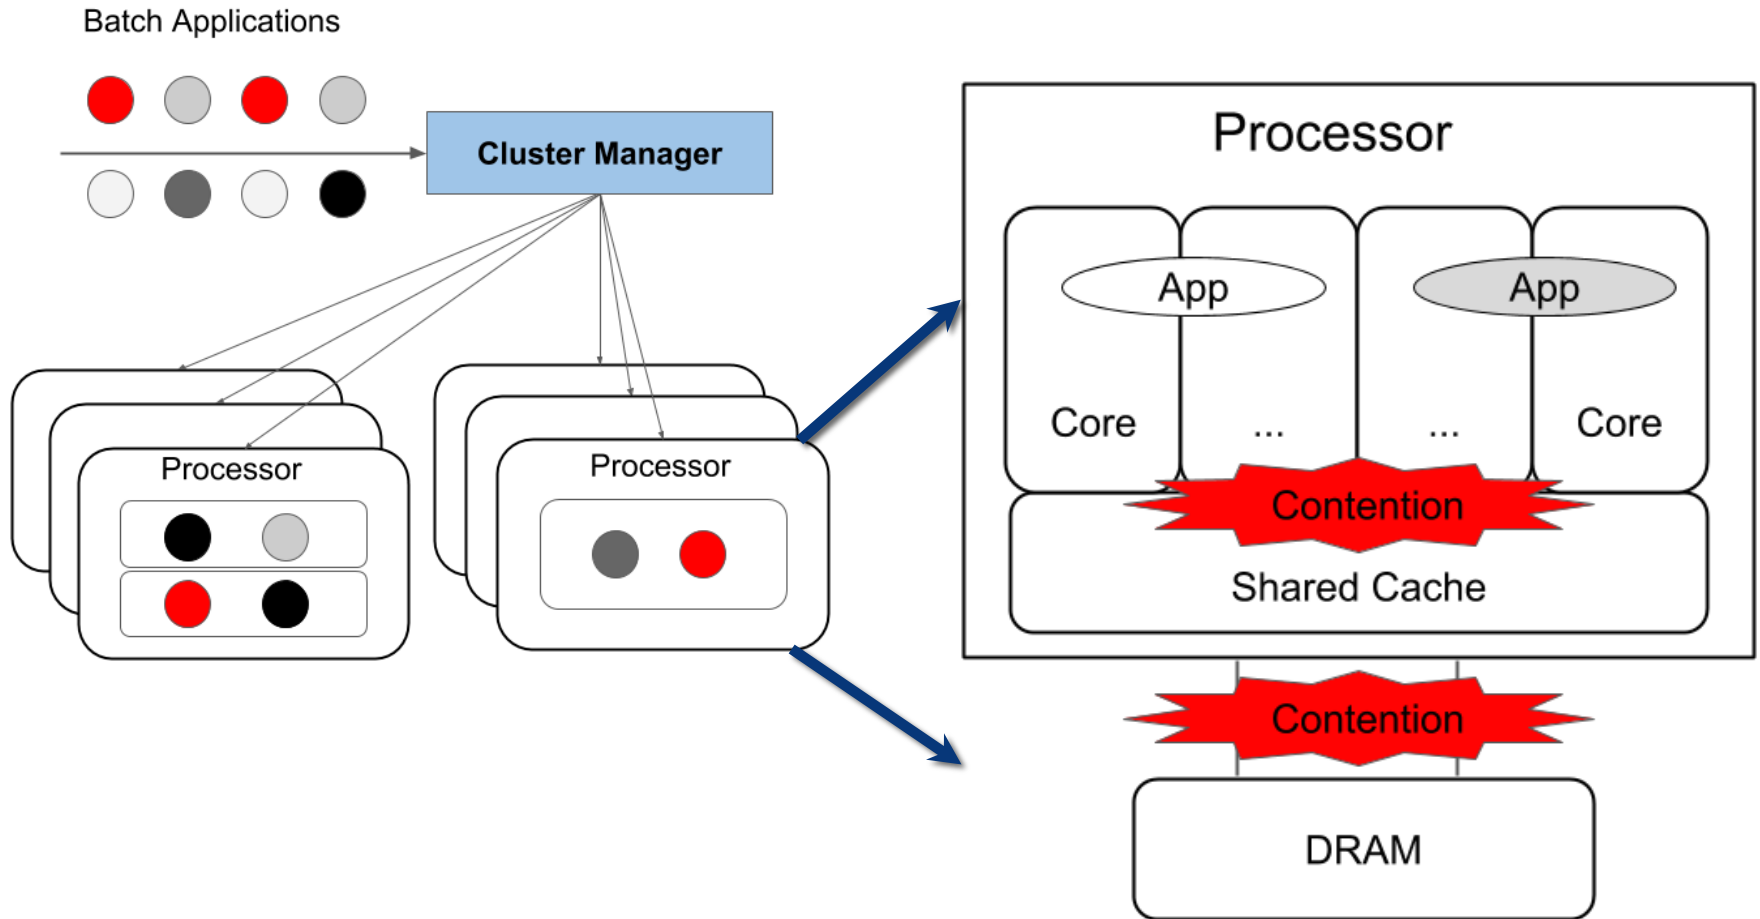 Batch Applications
Cluster Manager
Processor
Processor
Processor
App
App
Core
...
...
Core
Contention
Shared Cache
Contention
DRAM